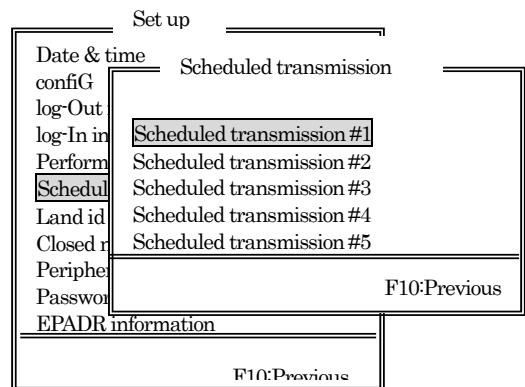 Set up
Date & time
confiG
log-Out
log-In in
Perform
Schedul
Land id
Closed
Peripher
Passwor
EPADR information
F10:Previous
Scheduled transmission
Scheduled transmission #1
Scheduled transmission #2
Scheduled transmission #3
Scheduled transmission #4
Scheduled transmission #5
F10:Previous